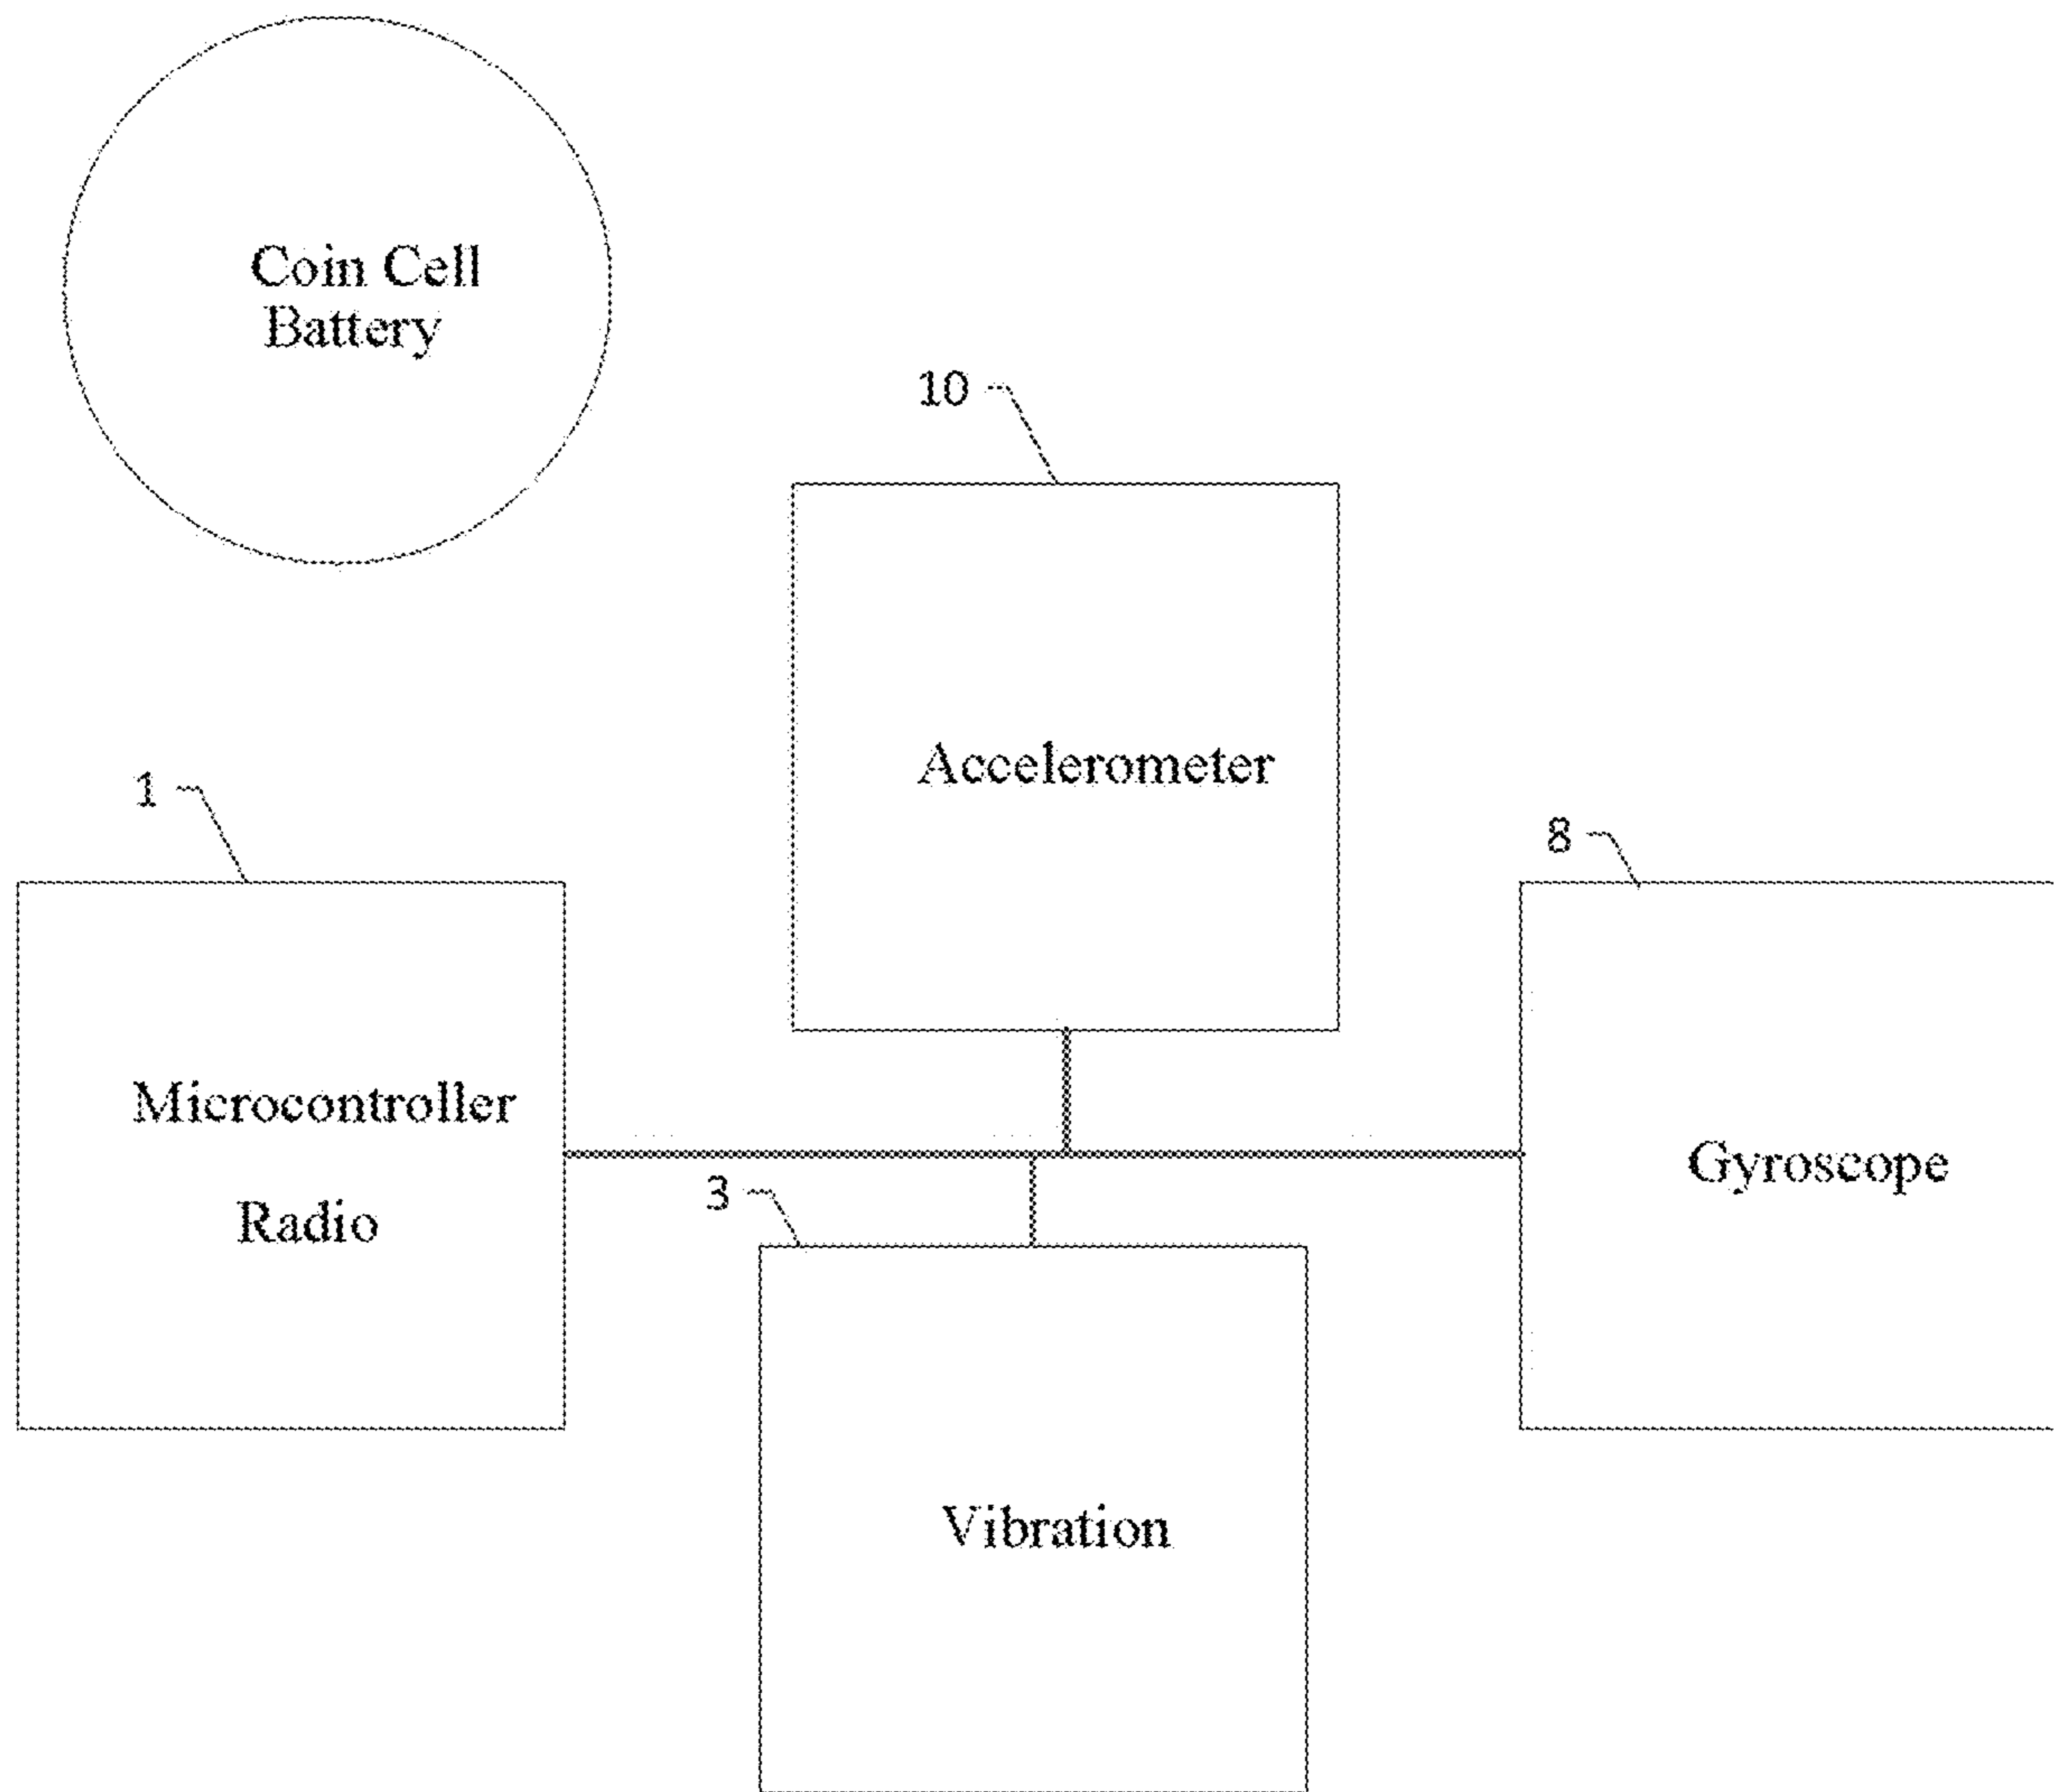 Coin Cell
Battery
10
Accelerometer
1
8
Microcontroller
Radio
Gyroscope
3
Vibration